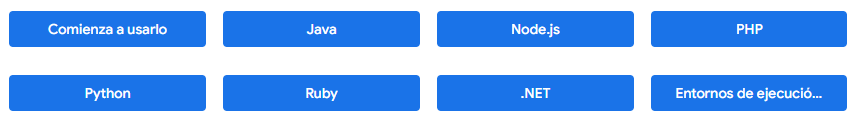 Comienza a usarlo
Java
Node.js
PHP
Python
Ruby
.NET
Entornos de ejecució...